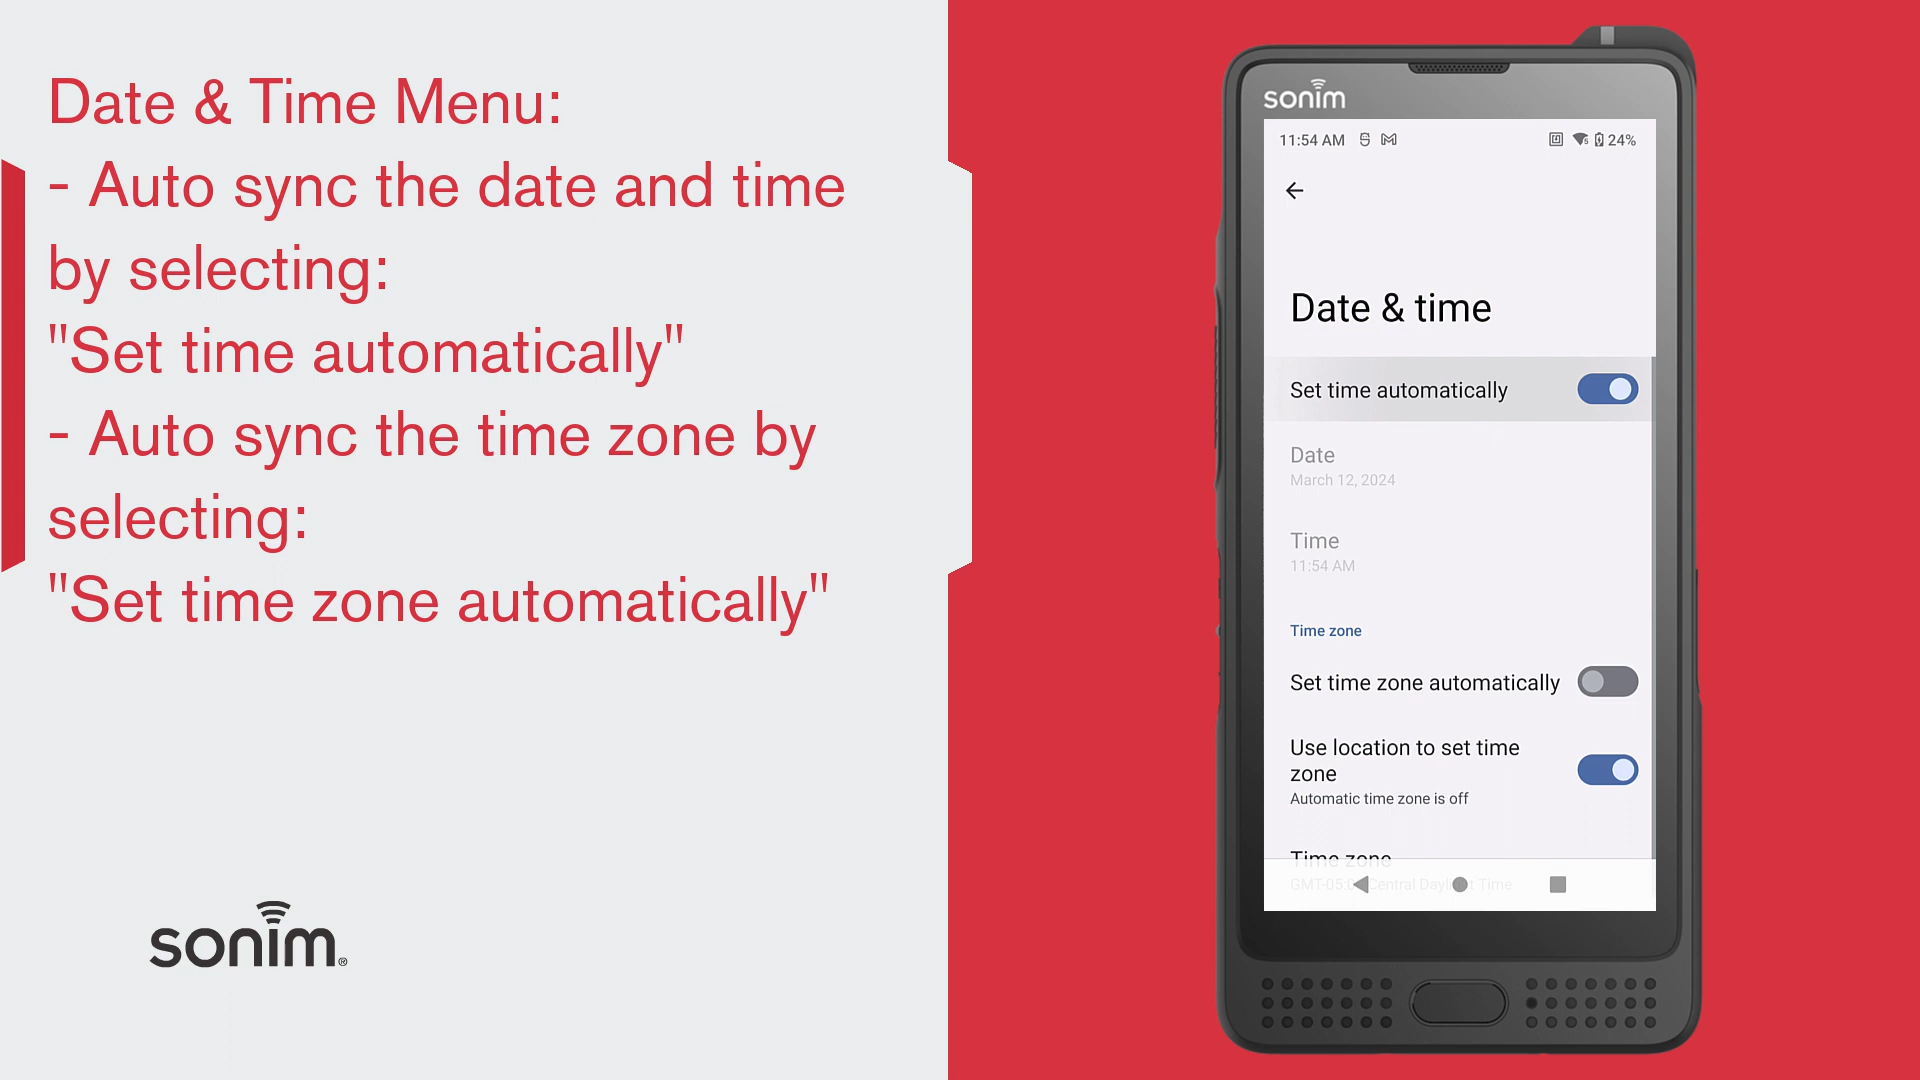 Date & Time Menu:
- Auto sync the date and time
by selecting:
"Set time automatically"
- Auto sync the time zone by
selecting:
"Set time zone automatically"
sonim®
sonim
11:54 AM 24%
Date & time
Set time automatically
Date
March 12, 2024
Time
11:54 AM
Time zone
Set time zone automatically
Use location to set time
zone
Automatic time zone is off
Time zone
Central Time